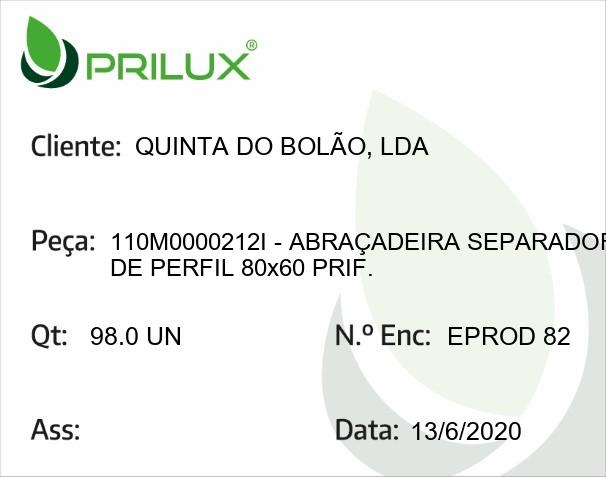 PRILUX®
Cliente: QUINTA DO BOLÃO, LDA
Peça: 110M0000212I - ABRAÇADEIRA SEPARADOR
DE PERFIL 80x60 PRIF.
Qt: 98.0 UN N.º Enc: EPROD 82
Ass: Data: 13/6/2020